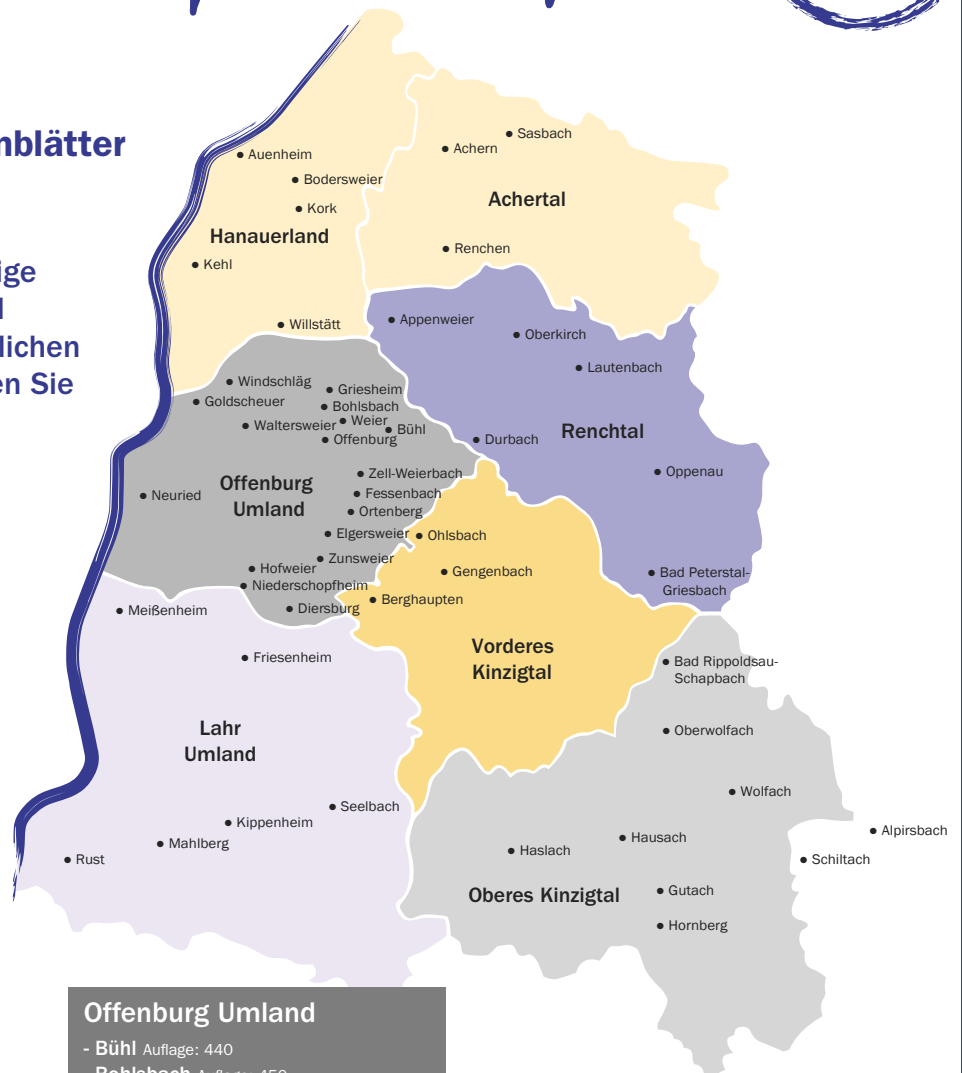 nblätter
ige
l
lichen
en Sie
Sasbach
Achern
Auenheim
Bodersweier
Achertal
Kork
Hanauerland
Renchen
Kehl
Appenweier
Willstätt
Oberkirch
Lautenbach
Windschläg
Griesheim
Goldscheuer
Bohlsbach
Weier
Waltersweier
Bühl
Offenburg
Durbach
Renchtal
Oppenau
Zell-Weierbach
Offenburg
Umland
Fessenbach
Neuried
Ortenberg
Elgersweier
Ohlsbach
Zunsweier
Hofweier
Gengenbach
Bad Peterstal-
Griesbach
Niederschopfheim
Berghaupten
Diersburg
Meißenheim
Vorderes
Kinzigtal
Friesenheim
Bad Rippoldsau-
Schapbach
Lahr
Umland
Oberwolfach
Wolfach
Seelbach
Kippenheim
Alpirsbach
Hausach
Mahlberg
Haslach
Rust
Schiltach
Oberes Kinzigtal
Gutach
Hornberg
Offenburg Umland
- Bühl Auflage: 440
- Bohlsbach Auflage: 450